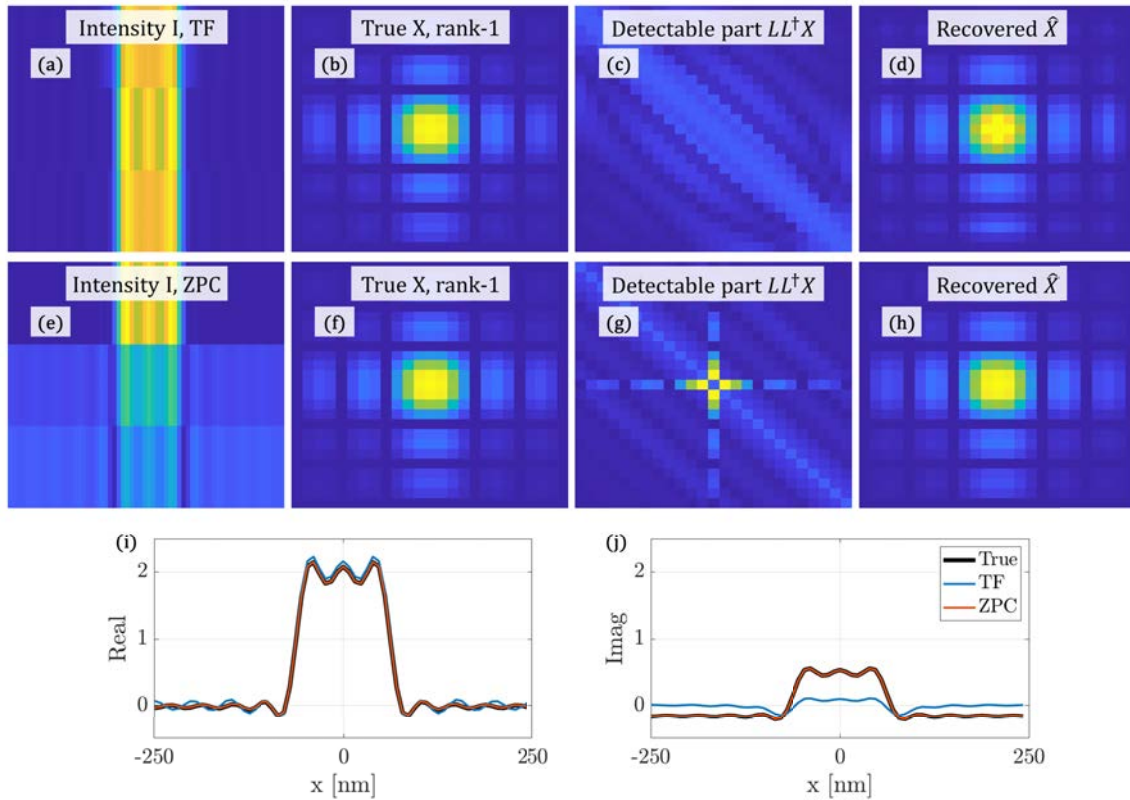 Intensity I, TF
(a)
True X, rank-1
(b)
Detectable part LL†X
(c)
Recovered X̂
(d)
Intensity I, ZPC
(e)
True X, rank-1
(f)
Detectable part LL†X
(g)
Recovered X̂
(h)
(i)
Real
2
1
0
-250
0
250
x [nm]
(j)
Imag
2
1
0
-250
0
250
x [nm]
True
TF
ZPC